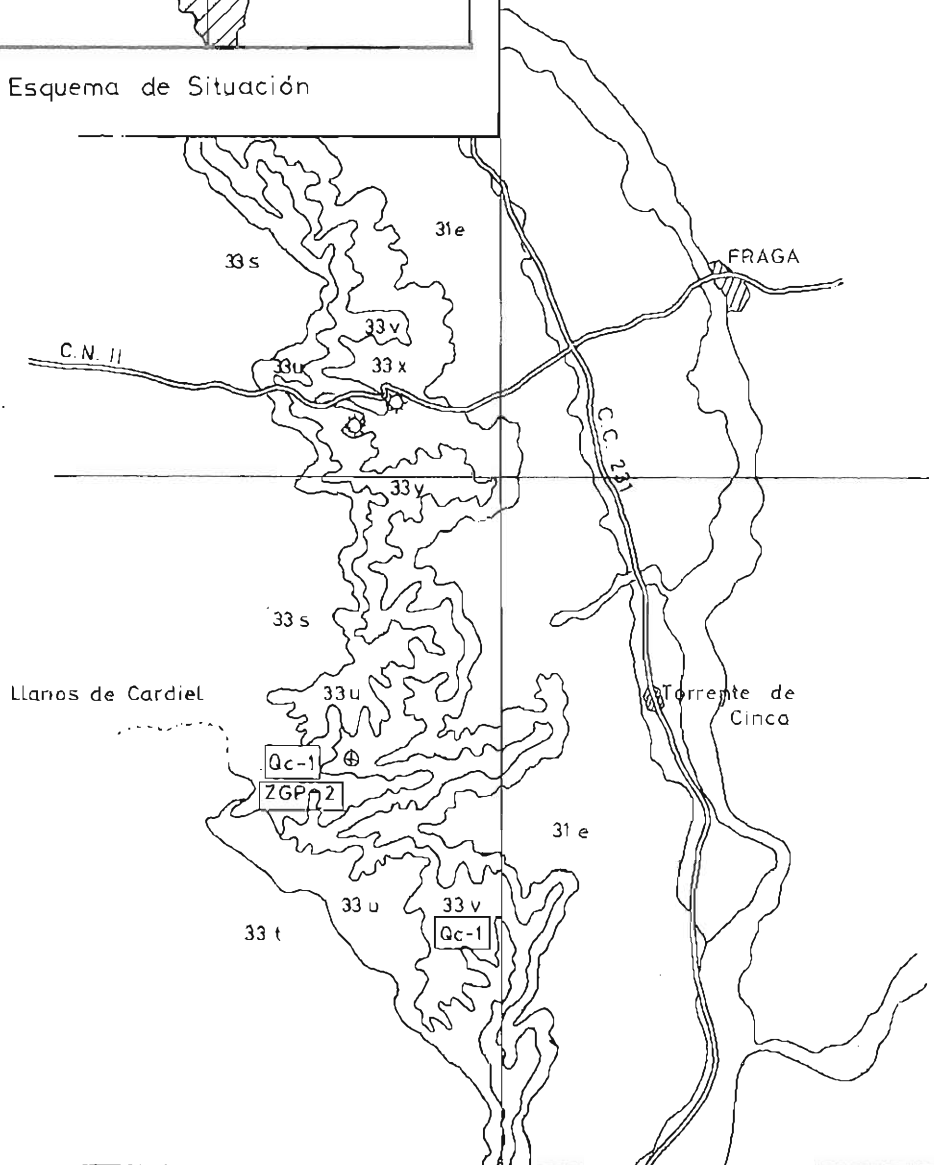 Esquema de Situación
31e
33 s
FRAGA
33 v
C.N. II
33u
33 x
C.C. 231
33 y
33 s
Llanos de Cardiel
33 u
Torrente de
Cinca
Qc-1
ZGP-2
31 e
33 u
33 v
33 t
Qc-1